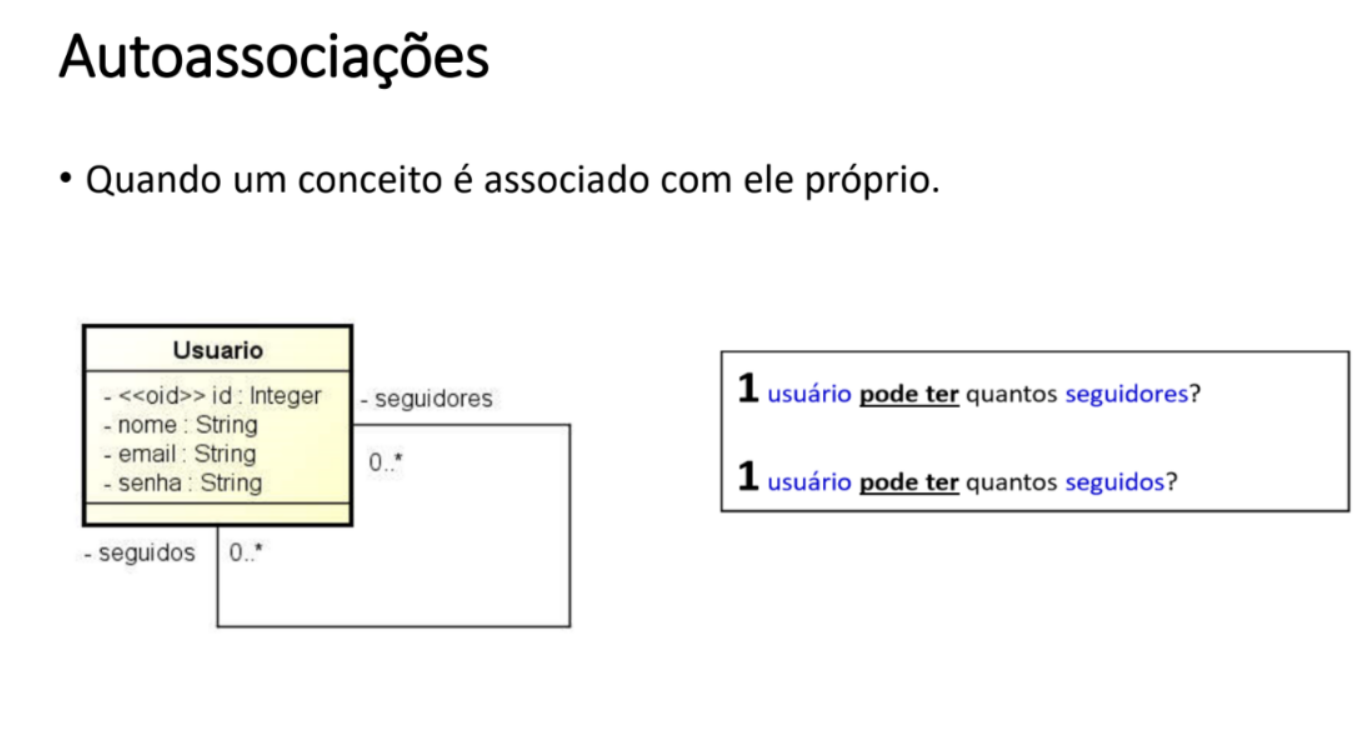 Autoassociações
• Quando um conceito é associado com ele próprio.
Usuario
- <<oid>> id : Integer
- nome : String
- email : String
- senha : String
- seguidores
0..*
- seguidos
0..*
1 usuário pode ter quantos seguidores?
1 usuário pode ter quantos seguidos?